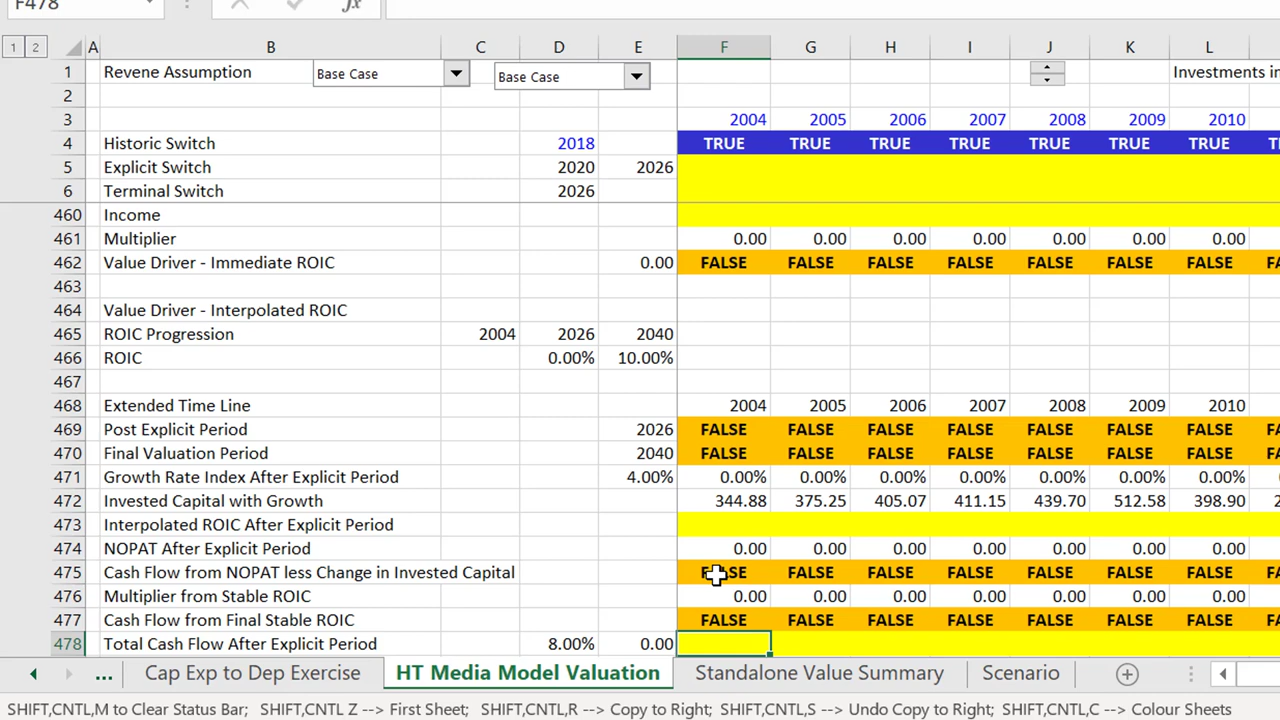 F478 fx
1 2 A B C D E F G H I J K L
1 Revene Assumption Base Case Base Case Investments in
2
3 2004 2005 2006 2007 2008 2009 2010
4 Historic Switch 2018 TRUE TRUE TRUE TRUE TRUE TRUE TRUE
5 Explicit Switch 2020 2026
6 Terminal Switch 2026
460 Income
461 Multiplier 0.00 0.00 0.00 0.00 0.00 0.00 0.00
462 Value Driver - Immediate ROIC 0.00 FALSE FALSE FALSE FALSE FALSE FALSE FALSE
463
464 Value Driver - Interpolated ROIC
465 ROIC Progression 2004 2026 2040
466 ROIC 0.00% 10.00%
467
468 Extended Time Line 2004 2005 2006 2007 2008 2009 2010
469 Post Explicit Period 2026 FALSE FALSE FALSE FALSE FALSE FALSE FALSE
470 Final Valuation Period 2040 FALSE FALSE FALSE FALSE FALSE FALSE FALSE
471 Growth Rate Index After Explicit Period 4.00% 0.00% 0.00% 0.00% 0.00% 0.00% 0.00% 0.00%
472 Invested Capital with Growth 344.88 375.25 405.07 411.15 439.70 512.58 398.90
473 Interpolated ROIC After Explicit Period
474 NOPAT After Explicit Period 0.00 0.00 0.00 0.00 0.00 0.00 0.00
475 Cash Flow from NOPAT less Change in Invested Capital FALSE FALSE FALSE FALSE FALSE FALSE FALSE
476 Multiplier from Stable ROIC 0.00 0.00 0.00 0.00 0.00 0.00 0.00
477 Cash Flow from Final Stable ROIC FALSE FALSE FALSE FALSE FALSE FALSE FALSE
478 Total Cash Flow After Explicit Period 8.00% 0.00
... Cap Exp to Dep Exercise HT Media Model Valuation Standalone Value Summary Scenario
SHIFT,CNTL,M to Clear Status Bar; SHIFT,CNTL Z --> First Sheet; SHIFT,CNTL,R --> Copy to Right; SHIFT,CNTL,S --> Undo Copy to Right; SHIFT,CNTL,C --> Colour Sheets